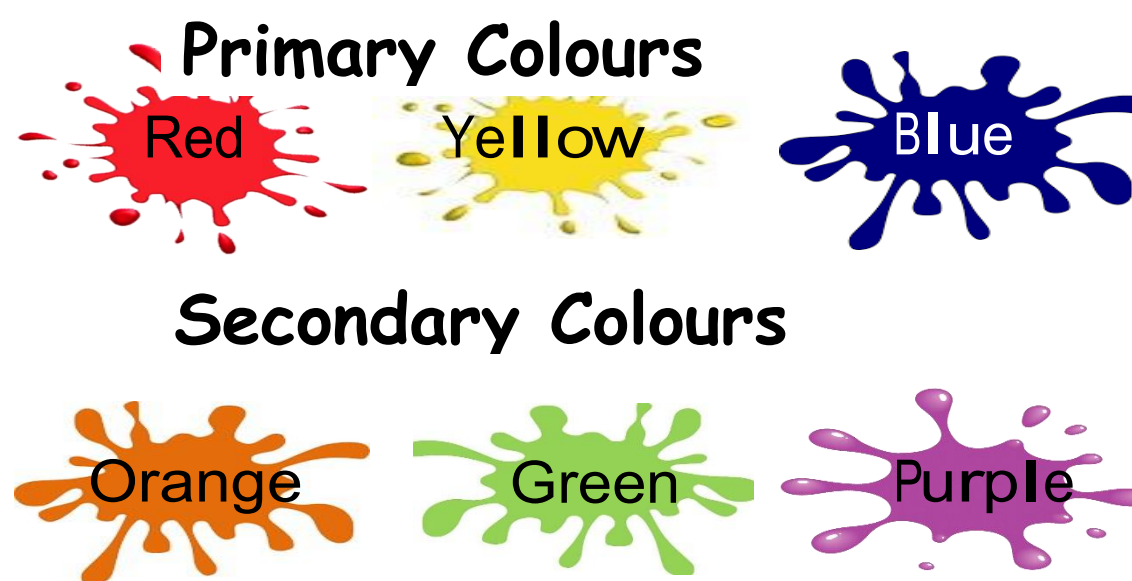 Primary Colours
Red Yellow Blue
Secondary Colours
Orange Green Purple